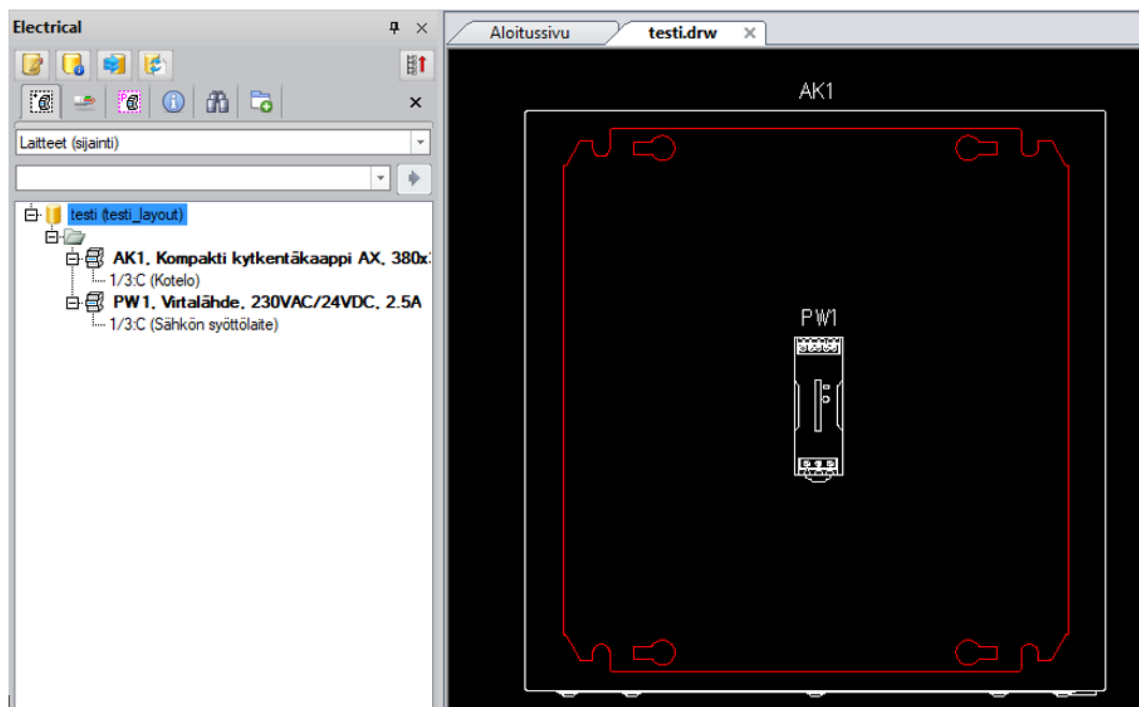 Electrical
Aloitussivu
testi.drw
Laitteet (sijainti)
testi (testi_layout)
AK1, Kompakti kytkentäkaappi AX, 380x
1/3:C (Kotelo)
PW1, Virtalähde, 230VAC/24VDC, 2.5A
1/3:C (Sähkön syöttölaite)
AK1
PW1